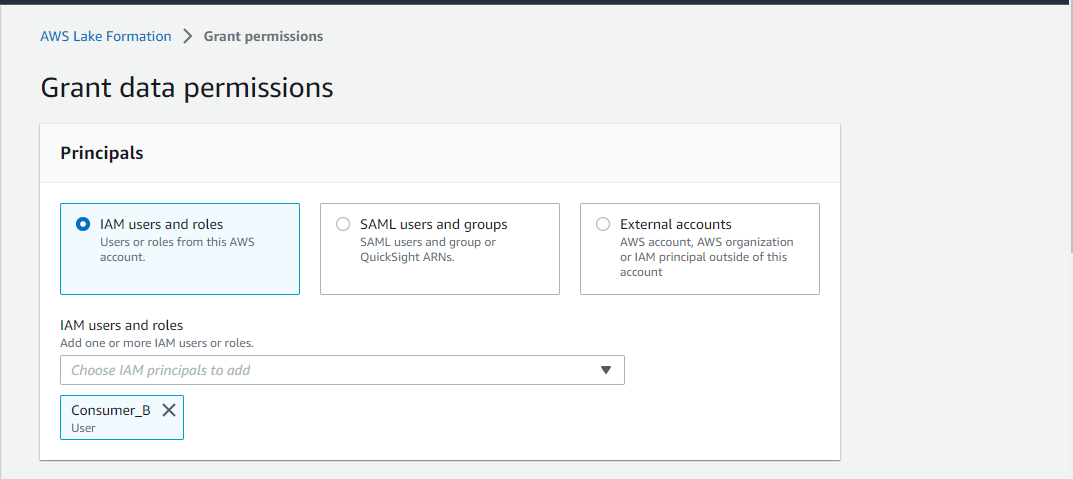 AWS Lake Formation > Grant permissions
Grant data permissions
Principals
IAM users and roles
Users or roles from this AWS
account.
SAML users and groups
SAML users and group or
QuickSight ARNs.
External accounts
AWS account, AWS organization
or IAM principal outside of this
account
IAM users and roles
Add one or more IAM users or roles.
Choose IAM principals to add
Consumer_B
User